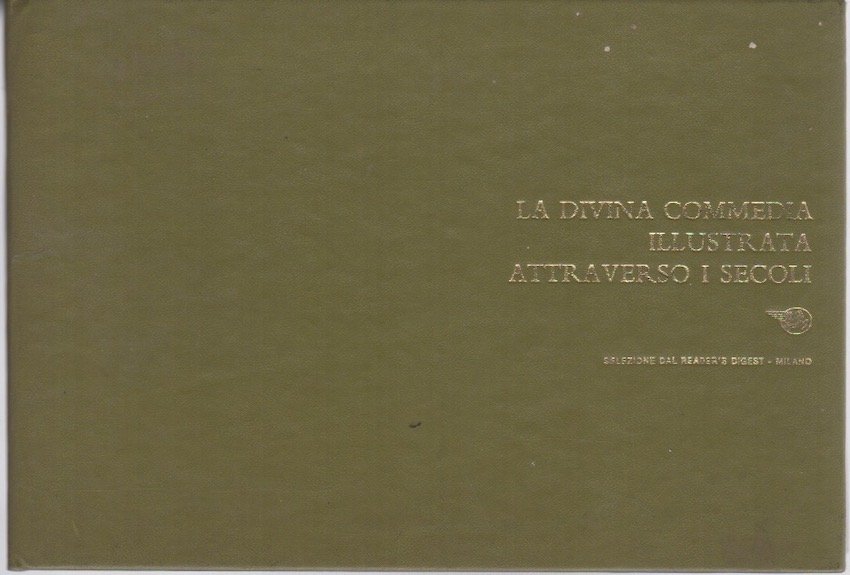 LA DIVINA COMMEDIA
ILLUSTRATA
ATTRAVERSO I SECOLI
SELEZIONE DAL READER'S DIGEST - MILANO